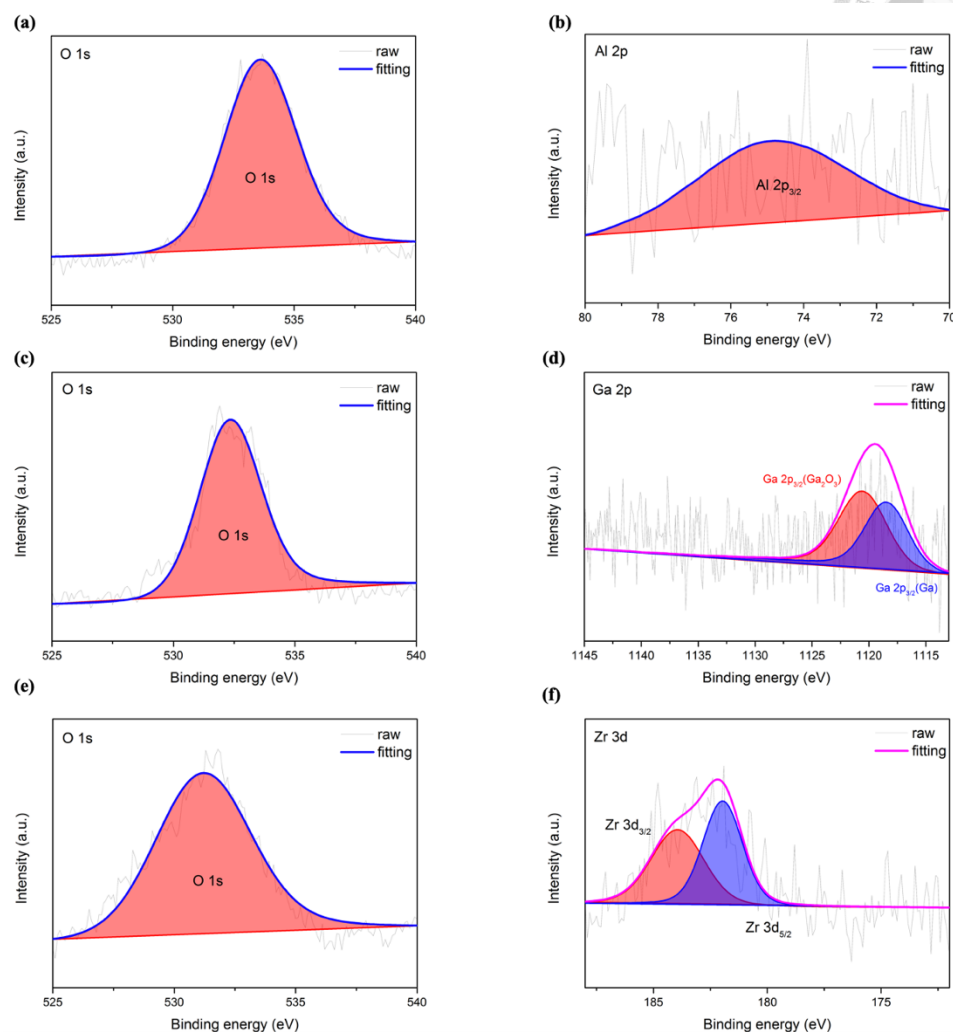 (a)
O 1s
raw
fitting
O 1s
Intensity (a.u.)
525 530 535 540
Binding energy (eV)
(b)
Al 2p
raw
fitting
Al 2p3/2
Intensity (a.u.)
80 78 76 74 72 70
Binding energy (eV)
(c)
O 1s
raw
fitting
O 1s
Intensity (a.u.)
525 530 535 540
Binding energy (eV)
(d)
Ga 2p
raw
fitting
Ga 2p3/2(Ga2O3)
Ga 2p3/2(Ga)
Intensity (a.u.)
1145 1140 1135 1130 1125 1120 1115
Binding energy (eV)
(e)
O 1s
raw
fitting
O 1s
Intensity (a.u.)
525 530 535 540
Binding energy (eV)
(f)
Zr 3d
raw
fitting
Zr 3d3/2
Zr 3d5/2
Intensity (a.u.)
185 180 175
Binding energy (eV)